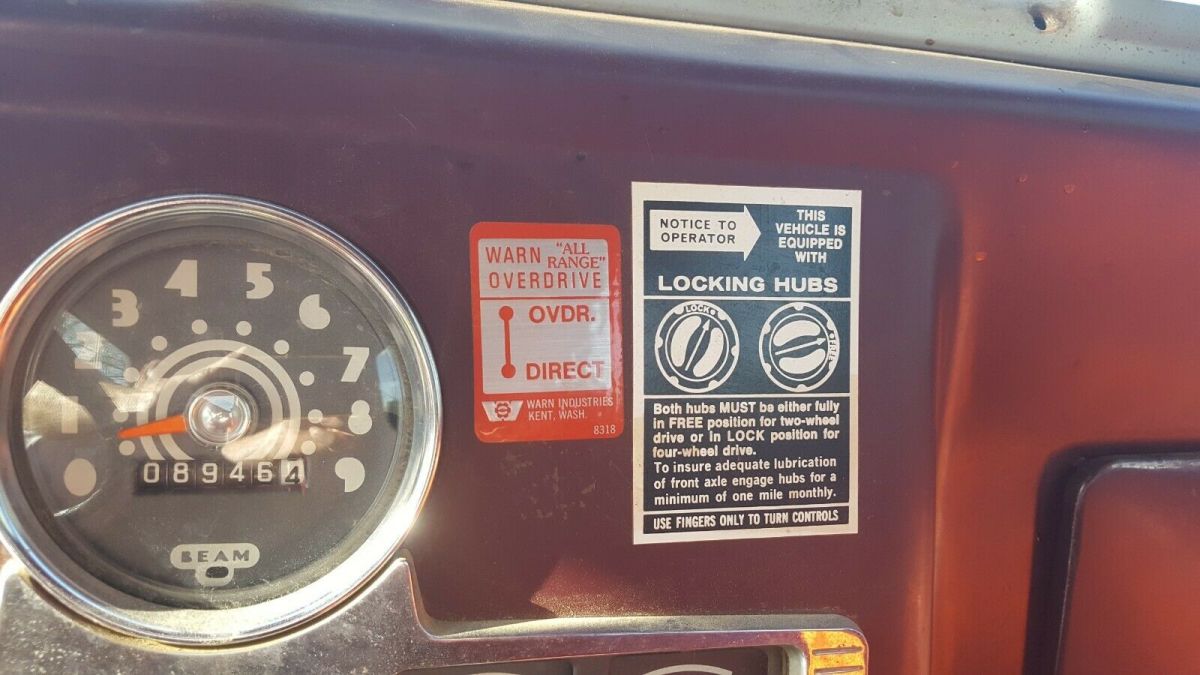 0
1
2
3
4
5
6
7
8
9
089464
BEAM
WARN "ALL RANGE"
OVERDRIVE
OVDR.
DIRECT
WARN INDUSTRIES
KENT, WASH.
8318
NOTICE TO
OPERATOR
THIS
VEHICLE IS
EQUIPPED
WITH
LOCKING HUBS
LOCK
FREE
Both hubs MUST be either fully
in FREE position for two-wheel
drive or in LOCK position for
four-wheel drive.
To insure adequate lubrication
of front axle engage hubs for a
minimum of one mile monthly.
USE FINGERS ONLY TO TURN CONTROLS